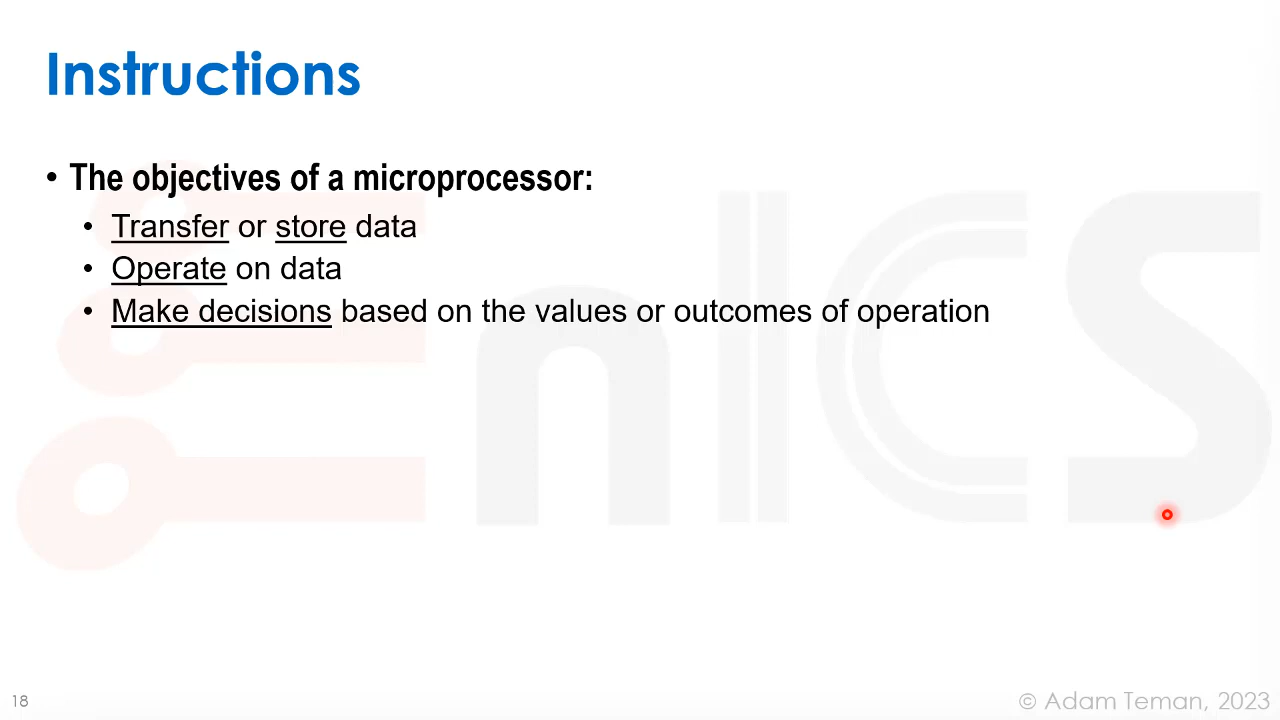 Instructions
• The objectives of a microprocessor:
• Transfer or store data
• Operate on data
• Make decisions based on the values or outcomes of operation
EnICS
18
© Adam Teman, 2023